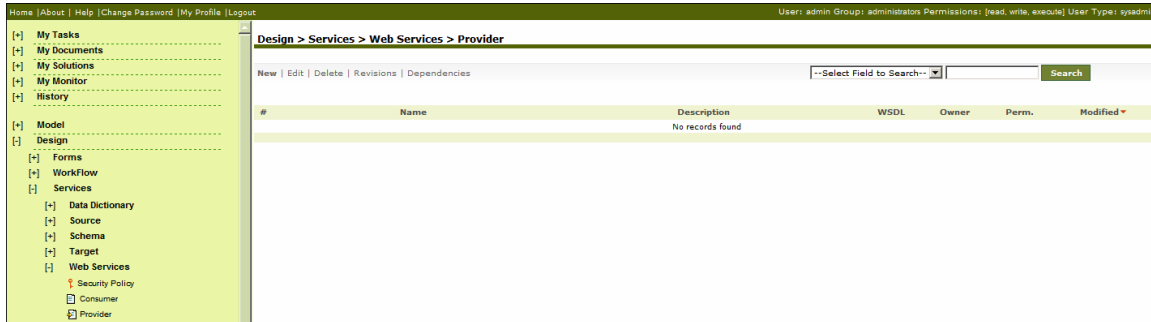 Home |About | Help |Change Password |My Profile |Logout
User: admin Group: administrators Permissions: [read, write, execute] User Type: sysadmi
[+] My Tasks
[+] My Documents
[+] My Solutions
[+] My Monitor
[+] History
[+] Model
[-] Design
[+] Forms
[+] WorkFlow
[-] Services
[+] Data Dictionary
[+] Source
[+] Schema
[+] Target
[-] Web Services
Security Policy
Consumer
Provider
Design > Services > Web Services > Provider
New | Edit | Delete | Revisions | Dependencies
--Select Field to Search-- Search
# Name Description WSDL Owner Perm. Modified
No records found